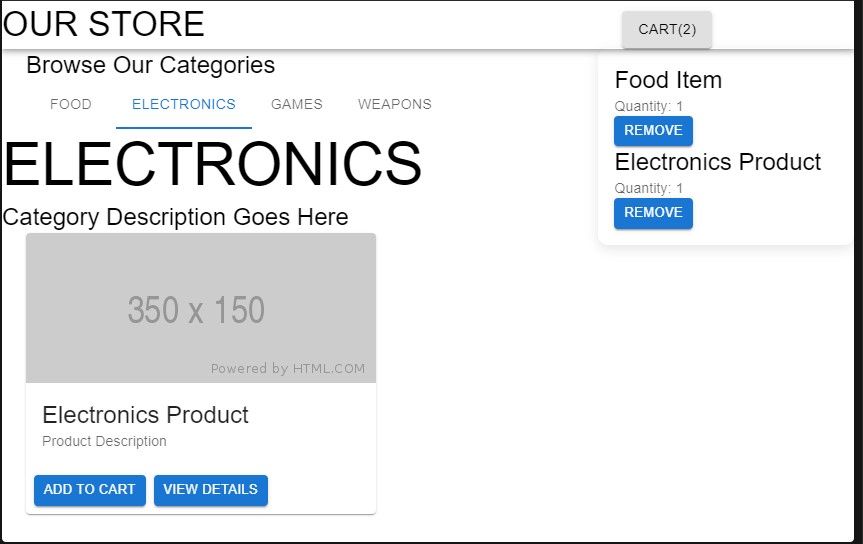 OUR STORE
CART(2)
Browse Our Categories
FOOD ELECTRONICS GAMES WEAPONS
ELECTRONICS
Category Description Goes Here
350 x 150
Powered by HTML.COM
Electronics Product
Product Description
ADD TO CART VIEW DETAILS
Food Item
Quantity: 1
REMOVE
Electronics Product
Quantity: 1
REMOVE